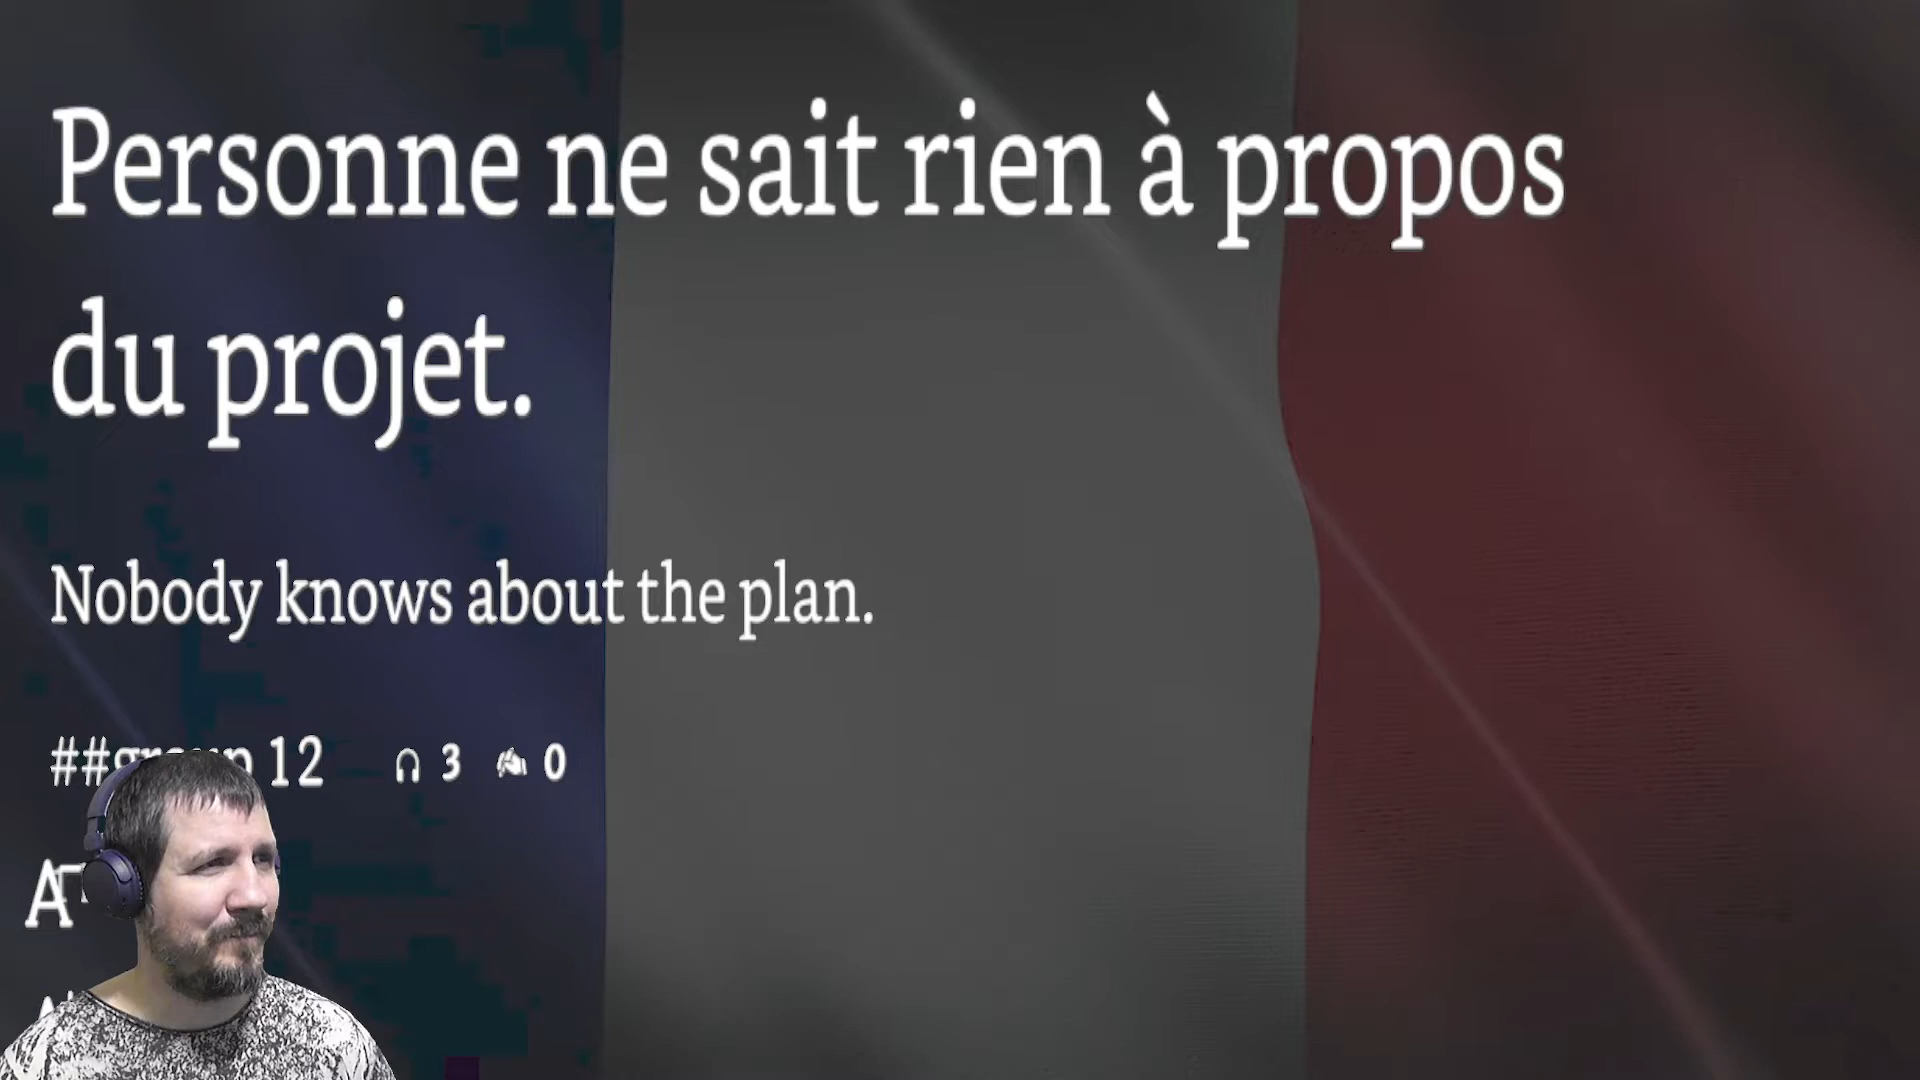 Personne ne sait rien à propos
du projet.
Nobody knows about the plan.
12 3 0